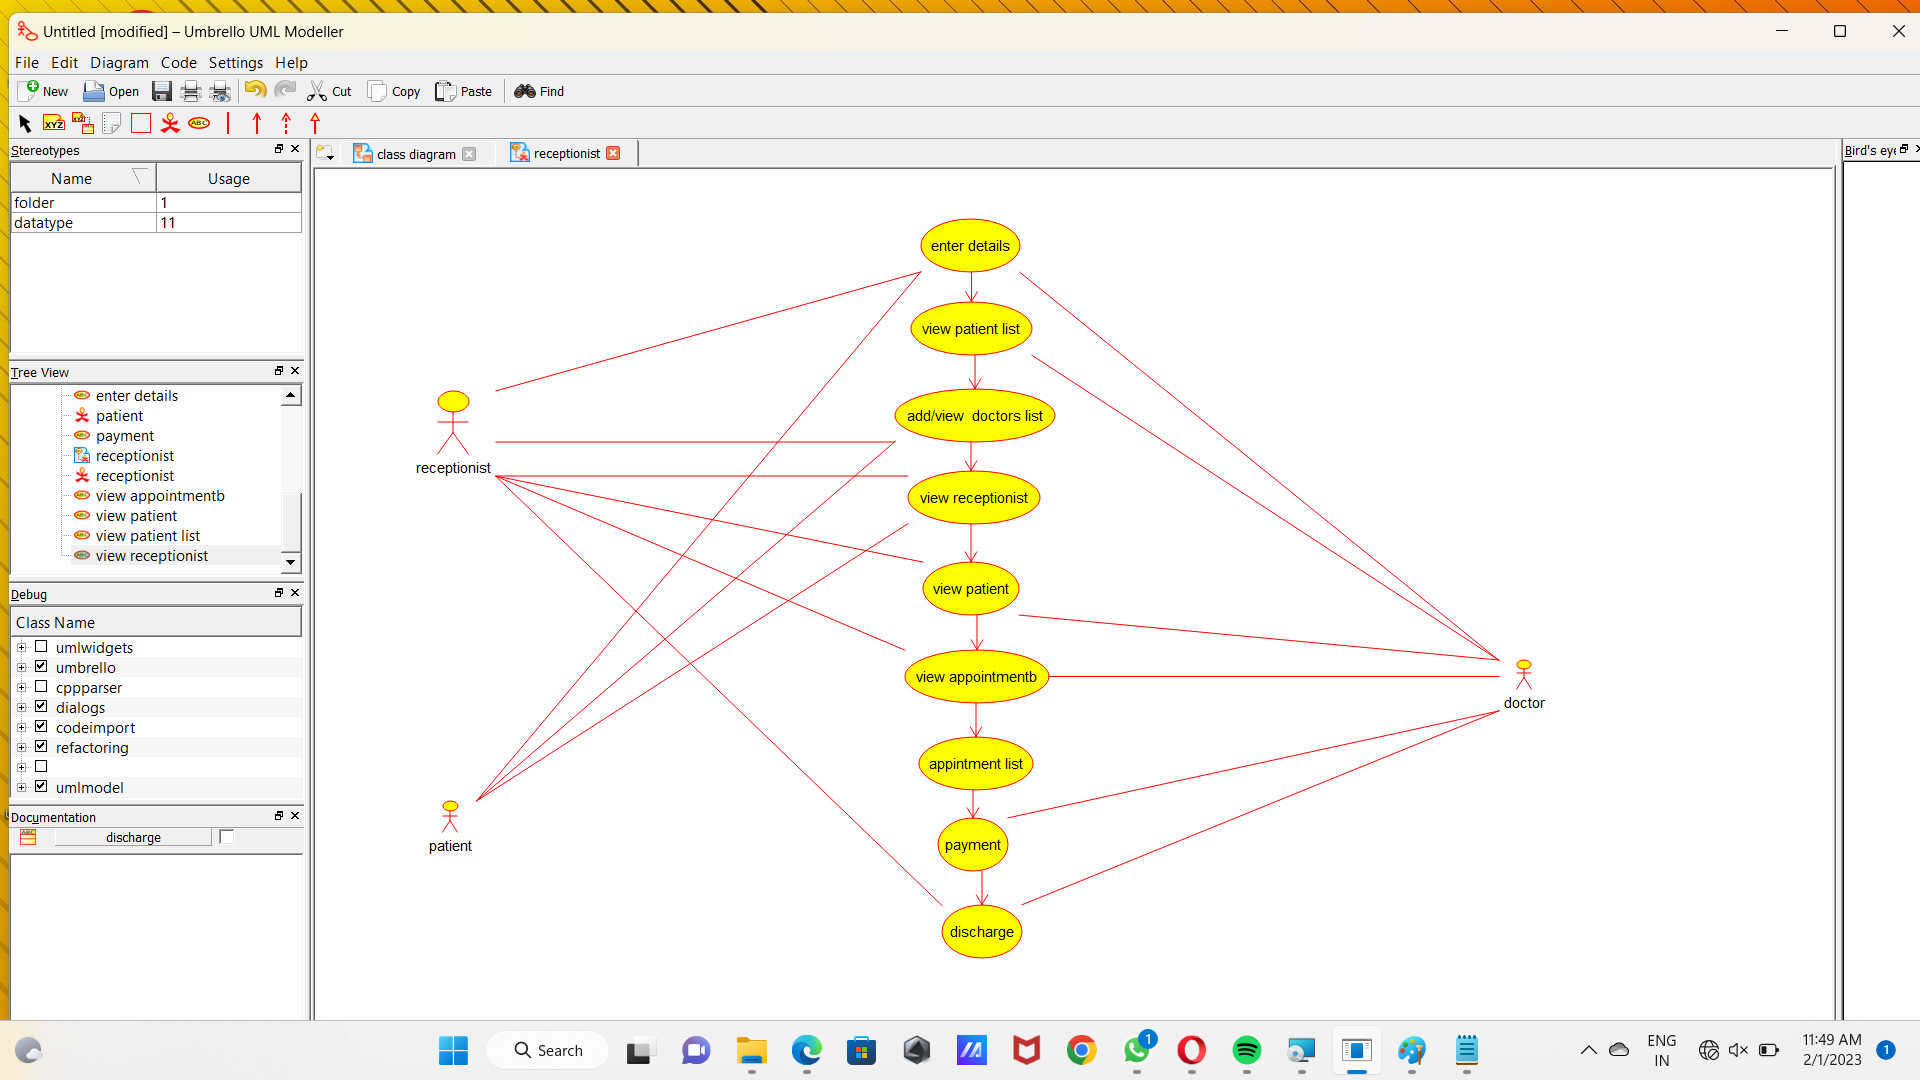 Untitled [modified] – Umbrello UML Modeller
File Edit Diagram Code Settings Help
New Open Cut Copy Paste Find
XYZ ABC
Stereotypes
Name Usage
folder 1
datatype 11
class diagram receptionist
Bird's eye
Tree View
enter details
patient
payment
receptionist
receptionist
view appointmentb
view patient
view patient list
view receptionist
Debug
Class Name
umlwidgets
umbrello
cppparser
dialogs
codeimport
refactoring
umlmodel
Documentation
discharge
enter details
view patient list
add/view doctors list
receptionist
view receptionist
view patient
view appointmentb
doctor
appintment list
patient
payment
discharge
Search
1
ENG
IN
11:49 AM
2/1/2023
1